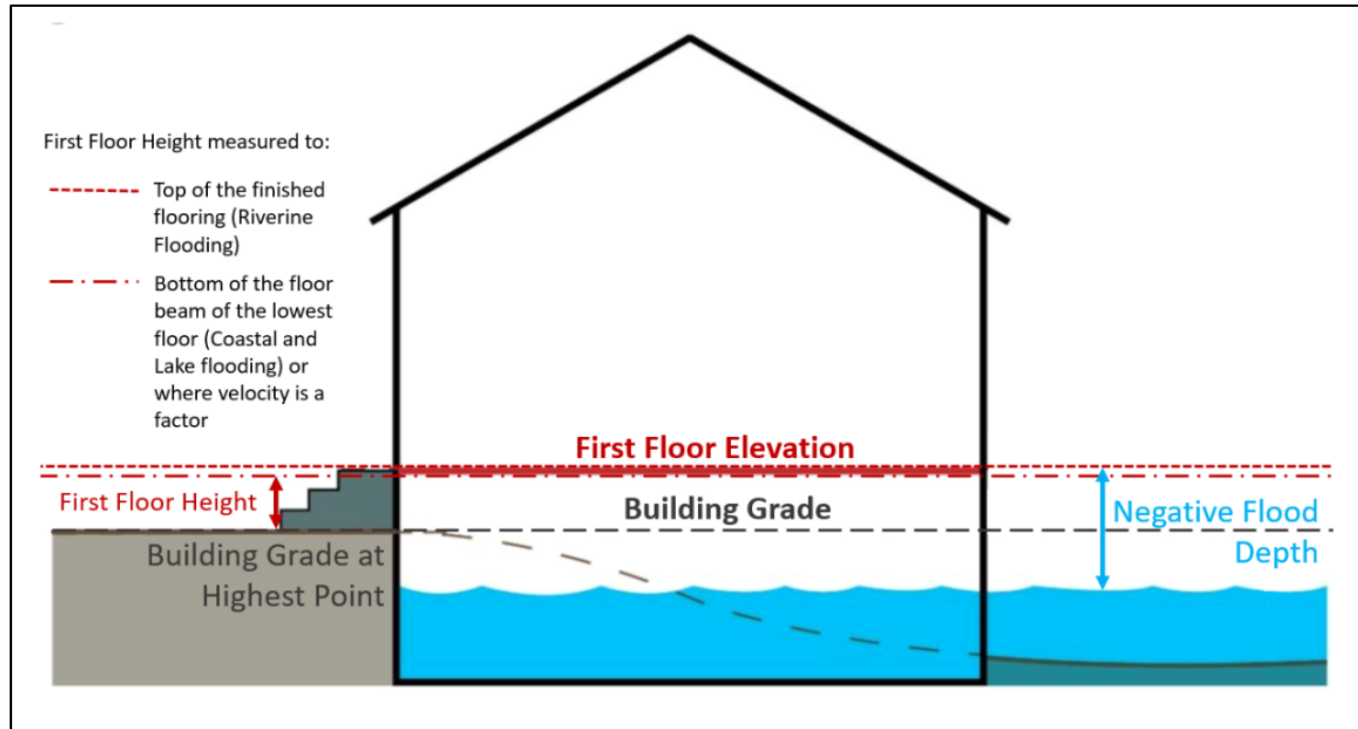 First Floor Height measured to:
Top of the finished
flooring (Riverine
Flooding)
Bottom of the floor
beam of the lowest
floor (Coastal and
Lake flooding) or
where velocity is a
factor
First Floor Elevation
First Floor Height
Building Grade
Negative Flood
Depth
Building Grade at
Highest Point